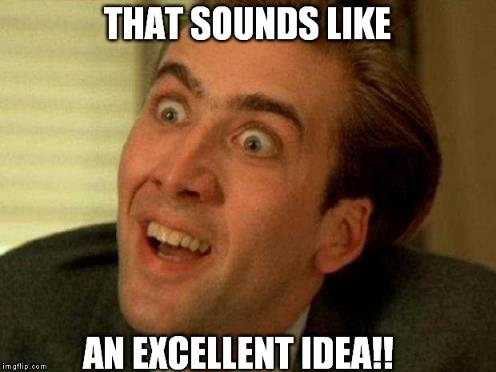 THAT SOUNDS LIKE
AN EXCELLENT IDEA!!
imgflip.com